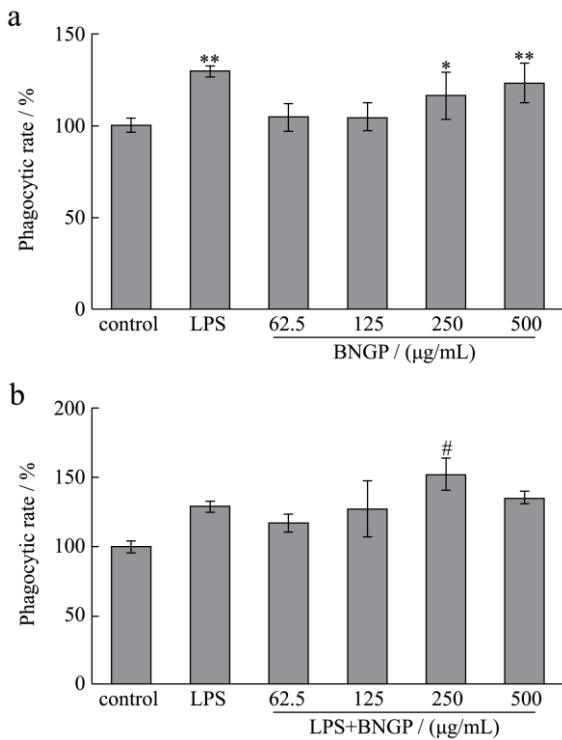 a
150
100
50
0
Phagocytic rate / %
** * **
control LPS 62.5 125 250 500
BNGP / (μg/mL)
b
200
150
100
50
0
Phagocytic rate / %
#
control LPS 62.5 125 250 500
LPS+BNGP / (μg/mL)